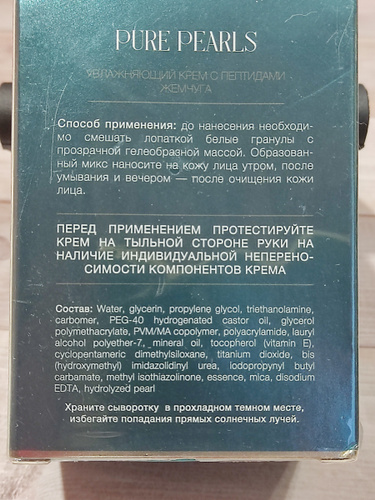 PURE PEARLS
УВЛАЖНЯЮЩИЙ КРЕМ С ПЕПТИДАМИ
ЖЕМЧУГА
Способ применения: до нанесения необходи-
мо смешать лопаткой белые гранулы с
прозрачной гелеобразной массой. Образован-
ный микс наносите на кожу лица утром, после
умывания и вечером — после очищения кожи
лица.
ПЕРЕД ПРИМЕНЕНИЕМ ПРОТЕСТИРУЙТЕ
КРЕМ НА ТЫЛЬНОЙ СТОРОНЕ РУКИ НА
НАЛИЧИЕ ИНДИВИДУАЛЬНОЙ НЕПЕРЕНО-
СИМОСТИ КОМПОНЕНТОВ КРЕМА
Состав: Water, glycerin, propylene glycol, triethanolamine,
carbomer, PEG-40 hydrogenated castor oil, glycerol
polymethacrylate, PVM/MA copolymer, polyacrylamide, lauryl
alcohol polyether-7, mineral oil, tocopherol (vitamin E),
cyclopentameric dimethylsiloxane, titanium dioxide, bis
(hydroxymethyl) imidazolidinyl urea, iodopropynyl butyl
carbamate, methyl isothiazolinone, essence, mica, disodium
EDTA, hydrolyzed pearl
Храните сыворотку в прохладном темном месте,
избегайте попадания прямых солнечных лучей.